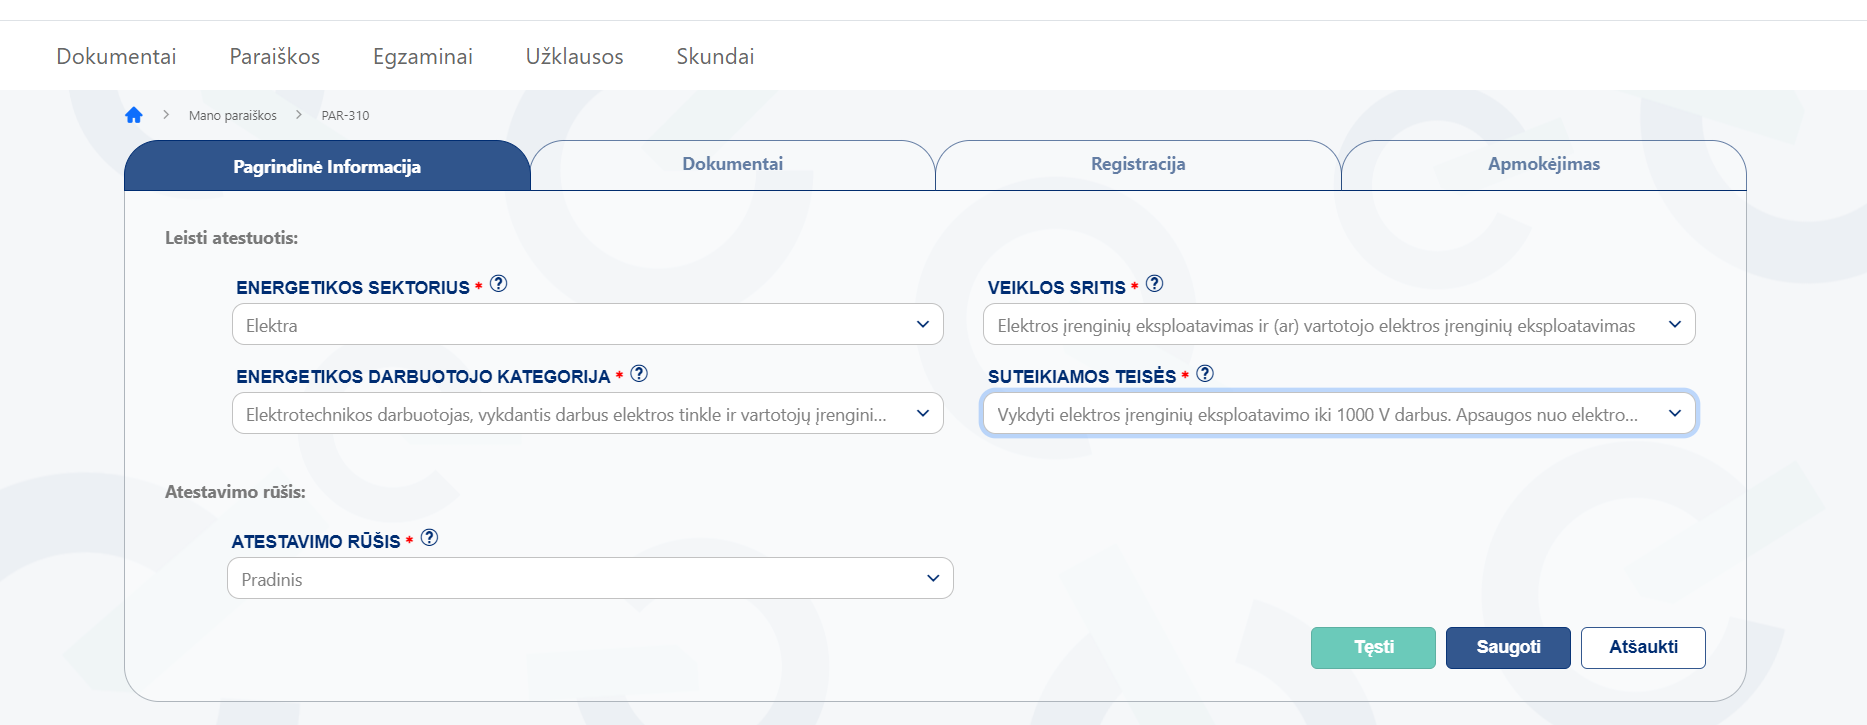 Dokumentai Paraiškos Egzaminai Užklausos Skundai
Mano paraiškos PAR-310
Pagrindinė Informacija Dokumentai Registracija Apmokėjimas
Leisti atestuotis:
ENERGETIKOS SEKTORIUS * ? VEIKLOS SRITIS * ?
Elektra Elektros įrenginių eksploatavimas ir (ar) vartotojo elektros įrenginių eksploatavimas
ENERGETIKOS DARBUOTOJO KATEGORIJA * ? SUTEIKIAMOS TEISĖS * ?
Elektrotechnikos darbuotojas, vykdantis darbus elektros tinkle ir vartotojų įrengini... Vykdyti elektros įrenginių eksploatavimo iki 1000 V darbus. Apsaugos nuo elektro...
Atestavimo rūšis:
ATESTAVIMO RŪŠIS * ?
Pradinis
Tęsti Saugoti Atšaukti